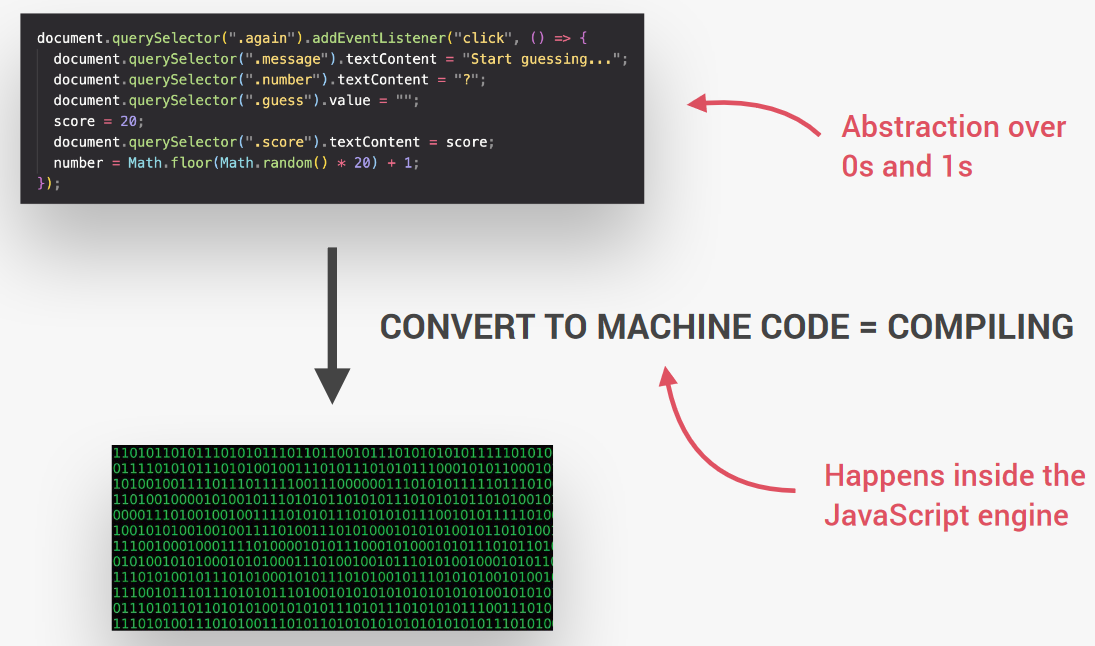 document.querySelector(".again").addEventListener("click", () => {
document.querySelector(".message").textContent = "Start guessing...";
document.querySelector(".number").textContent = "?";
document.querySelector(".guess").value = "";
score = 20;
document.querySelector(".score").textContent = score;
number = Math.floor(Math.random() * 20) + 1;
});
Abstraction over
0s and 1s
CONVERT TO MACHINE CODE = COMPILING
Happens inside the
JavaScript engine